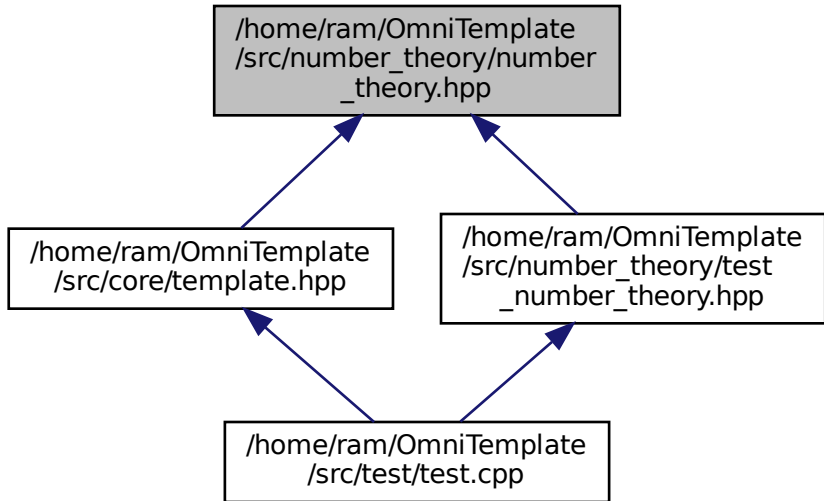 /home/ram/OmniTemplate
/src/number_theory/number
_theory.hpp
/home/ram/OmniTemplate
/src/core/template.hpp
/home/ram/OmniTemplate
/src/number_theory/test
_number_theory.hpp
/home/ram/OmniTemplate
/src/test/test.cpp